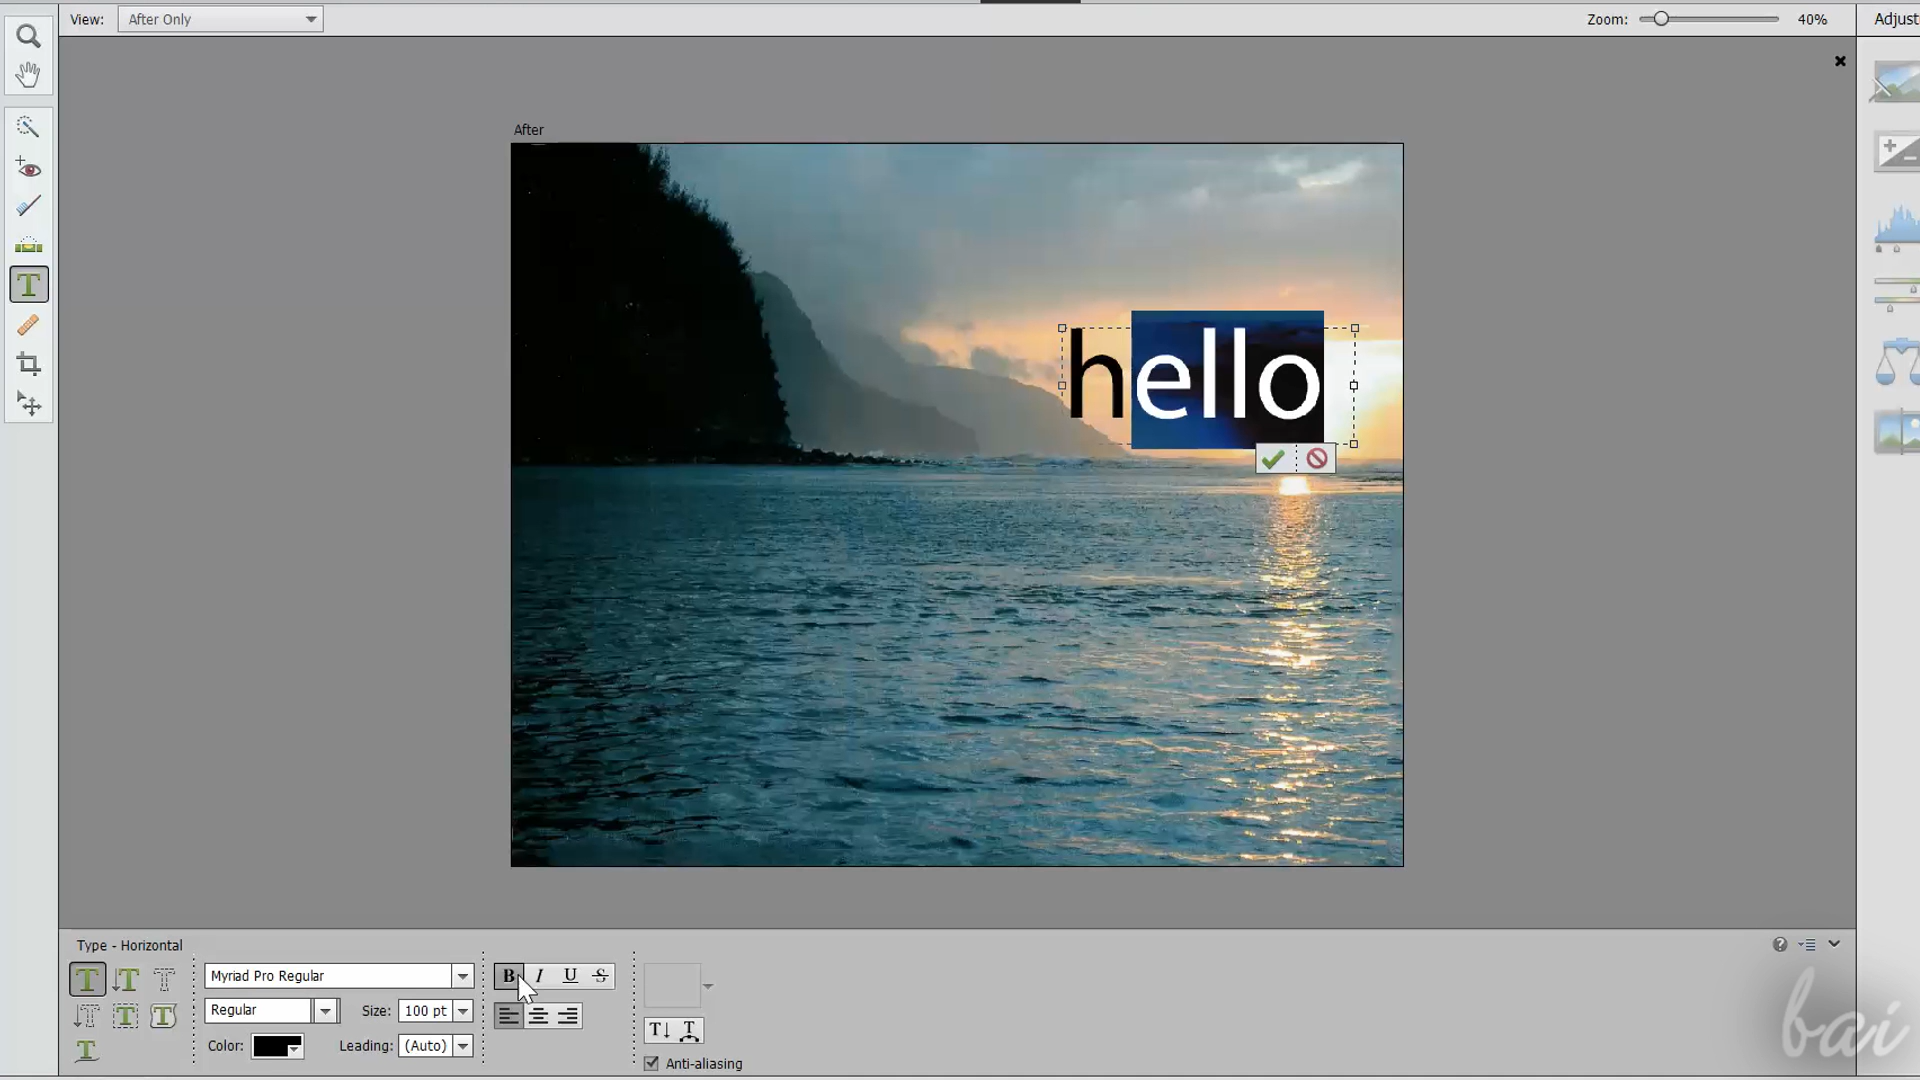 View: After Only Zoom: 40% Adjust
After
hello
Type - Horizontal
Myriad Pro Regular B I U S
Regular Size: 100 pt
Color: Leading: (Auto)
Anti-aliasing
bai